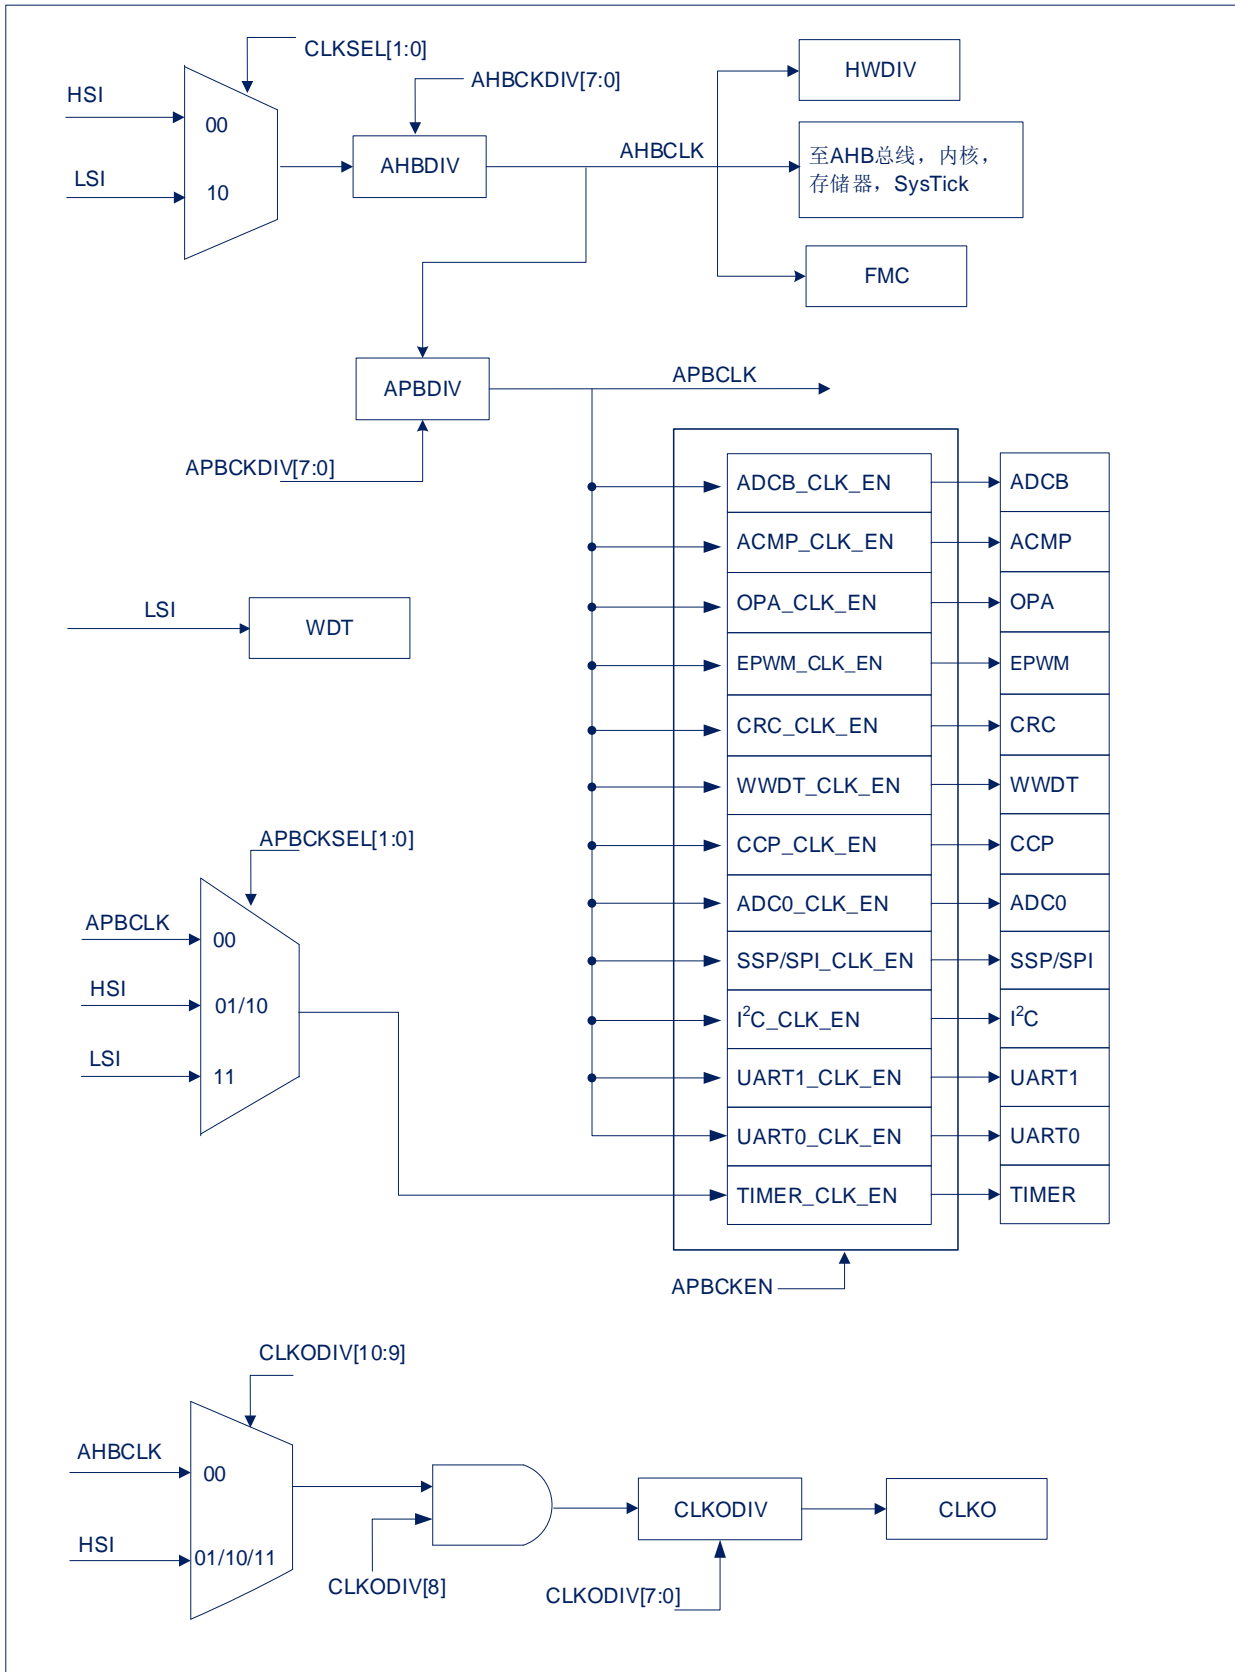 CLKSEL[1:0]
HSI
00
LSI
10
AHBCKDIV[7:0]
AHBDIV
AHBCLK
HWDIV
至AHB总线，内核，
存储器，SysTick
FMC
APBDIV
APBCLK
APBCKDIV[7:0]
ADCB_CLK_EN
ADCB
ACMP_CLK_EN
ACMP
OPA_CLK_EN
OPA
EPWM_CLK_EN
EPWM
CRC_CLK_EN
CRC
WWDT_CLK_EN
WWDT
CCP_CLK_EN
CCP
ADC0_CLK_EN
ADC0
SSP/SPI_CLK_EN
SSP/SPI
I²C_CLK_EN
I²C
UART1_CLK_EN
UART1
UART0_CLK_EN
UART0
TIMER_CLK_EN
TIMER
APBCKEN
LSI
WDT
APBCKSEL[1:0]
APBCLK
00
HSI
01/10
LSI
11
CLKODIV[10:9]
AHBCLK
00
HSI
01/10/11
CLKODIV[8]
CLKODIV
CLKODIV[7:0]
CLKO